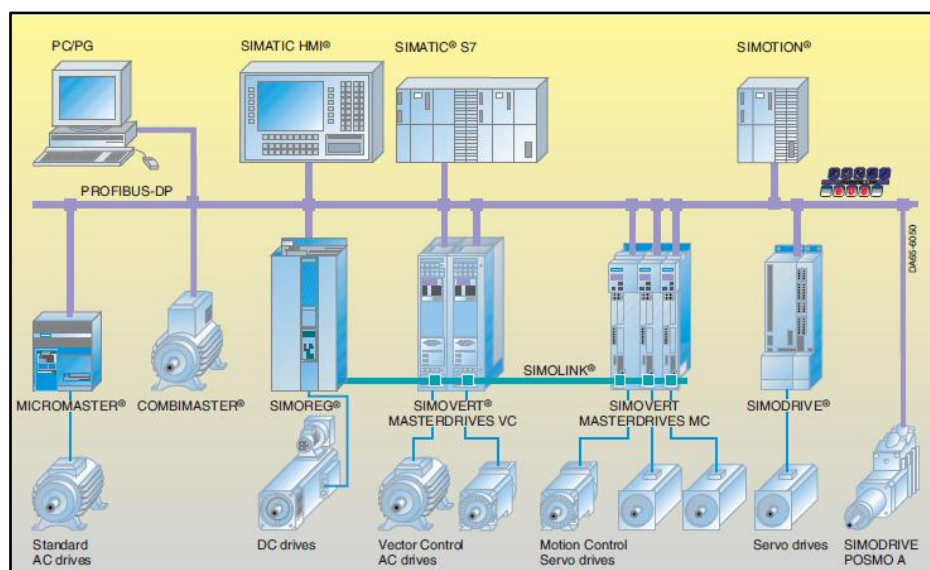 PC/PG
SIMATIC HMI®
SIMATIC® S7
SIMOTION®
PROFIBUS-DP
DA65-6050
SIMOLINK®
MICROMASTER®
COMBIMASTER®
SIMOREG®
SIMOVERT®
MASTERDRIVES VC
SIMOVERT
MASTERDRIVES MC
SIMODRIVE®
Standard
AC drives
DC drives
Vector Control
AC drives
Motion Control
Servo drives
Servo drives
SIMODRIVE
POSMO A